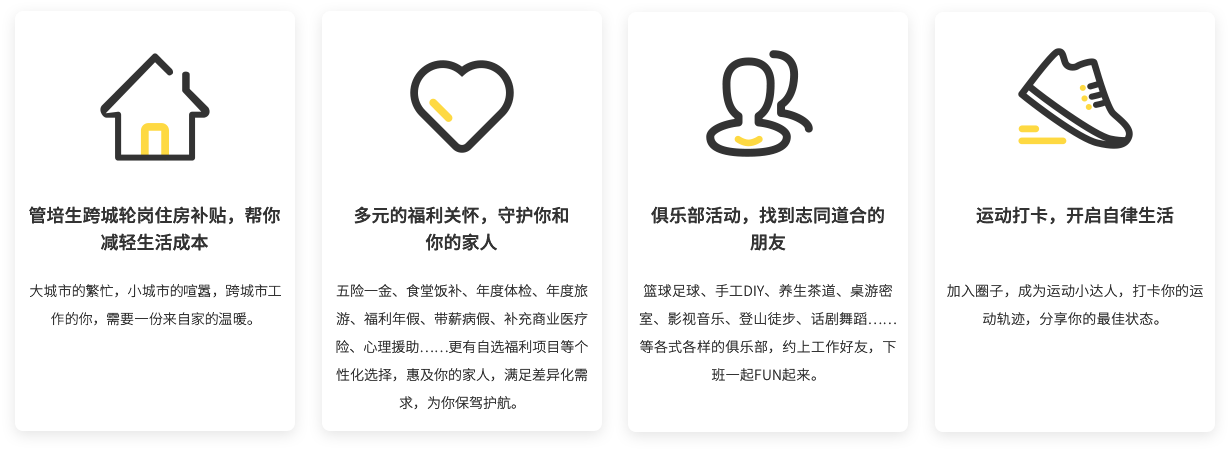 管培生跨城轮岗住房补贴，帮你
减轻生活成本
大城市的繁忙，小城市的喧嚣，跨城市工
作的你，需要一份来自家的温暖。
多元的福利关怀，守护你和
你的家人
五险一金、食堂饭补、年度体检、年度旅
游、福利年假、带薪病假、补充商业医疗
险、心理援助……更有自选福利项目等个
性化选择，惠及你的家人，满足差异化需
求，为你保驾护航。
俱乐部活动，找到志同道合的
朋友
篮球足球、手工DIY、养生茶道、桌游密
室、影视音乐、登山徒步、话剧舞蹈……
等各式各样的俱乐部，约上工作好友，下
班一起FUN起来。
运动打卡，开启自律生活
加入圈子，成为运动小达人，打卡你的运
动轨迹，分享你的最佳状态。